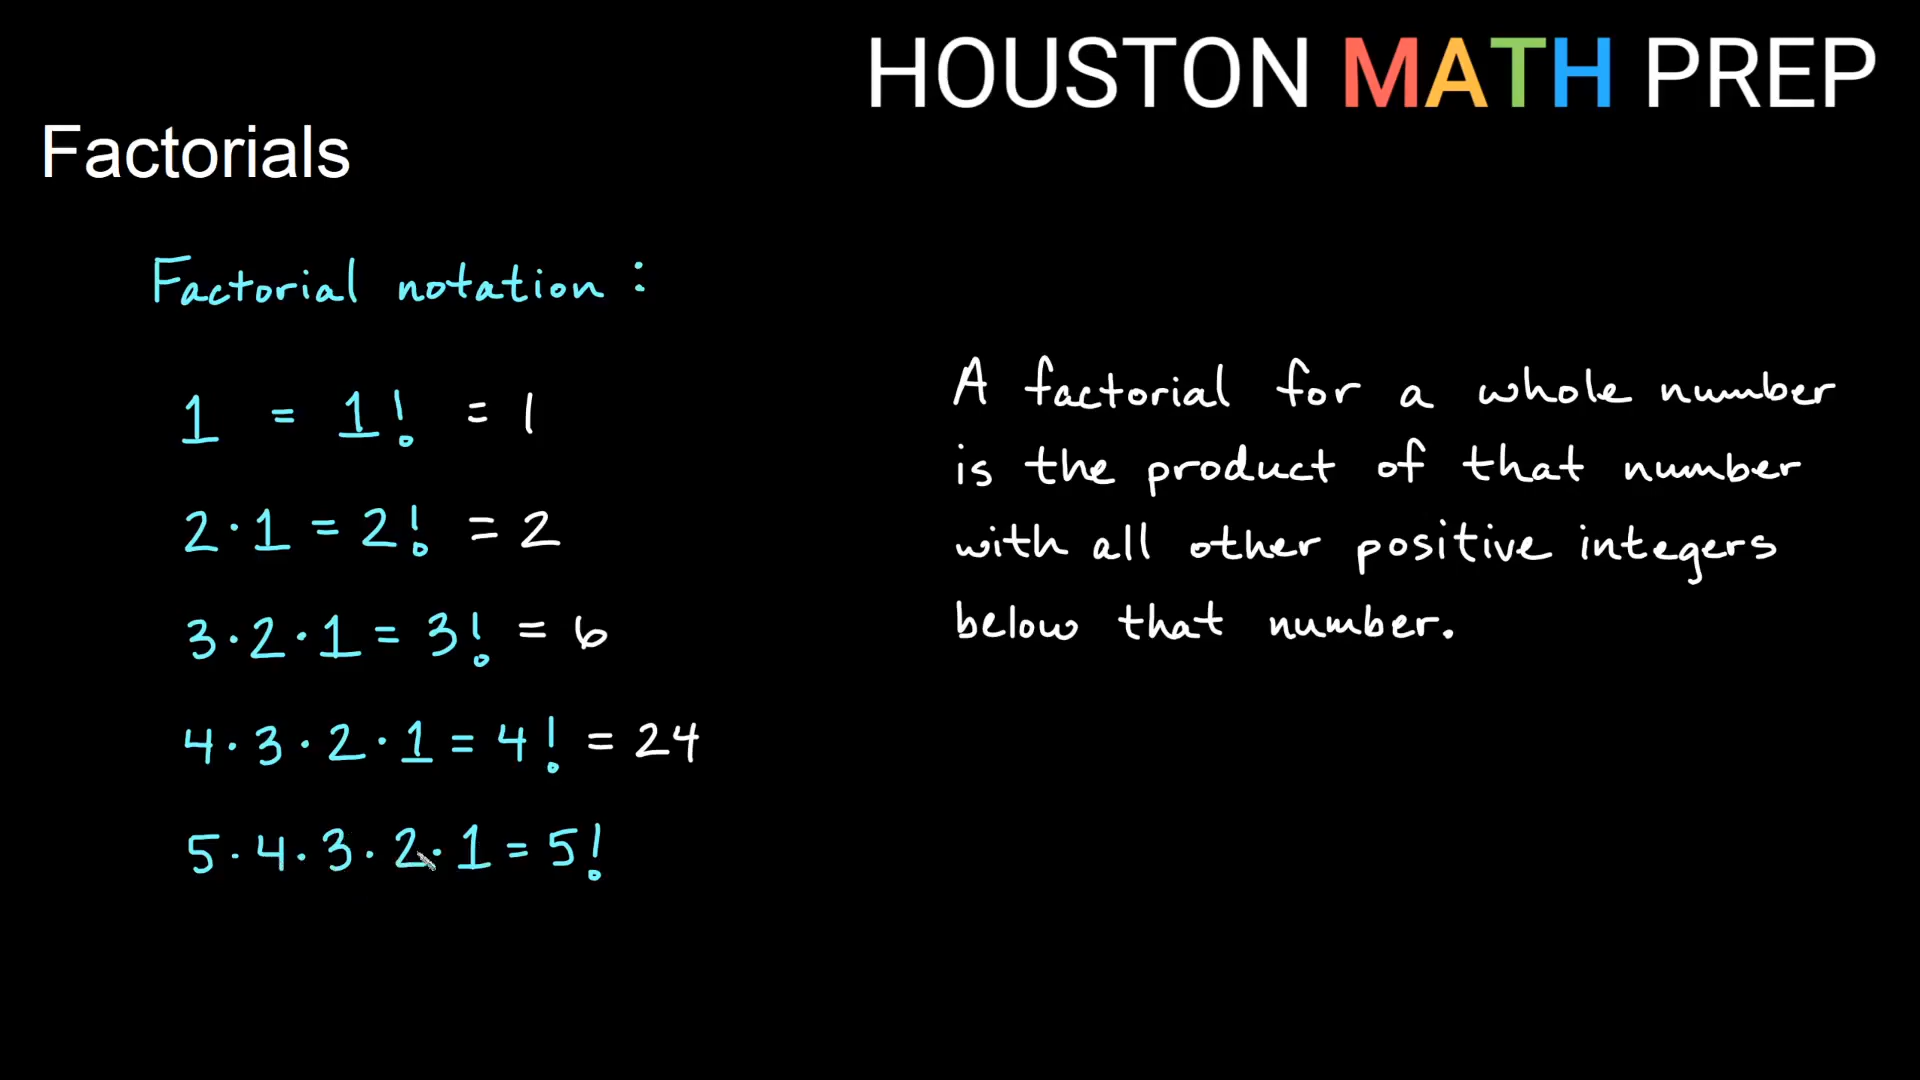 HOUSTON MATH PREP
Factorials
Factorial notation :
1 = 1! = 1
2 · 1 = 2! = 2
3 · 2 · 1 = 3! = 6
4 · 3 · 2 · 1 = 4! = 24
5 · 4 · 3 · 2 · 1 = 5!
A factorial for a whole number
is the product of that number
with all other positive integers
below that number.